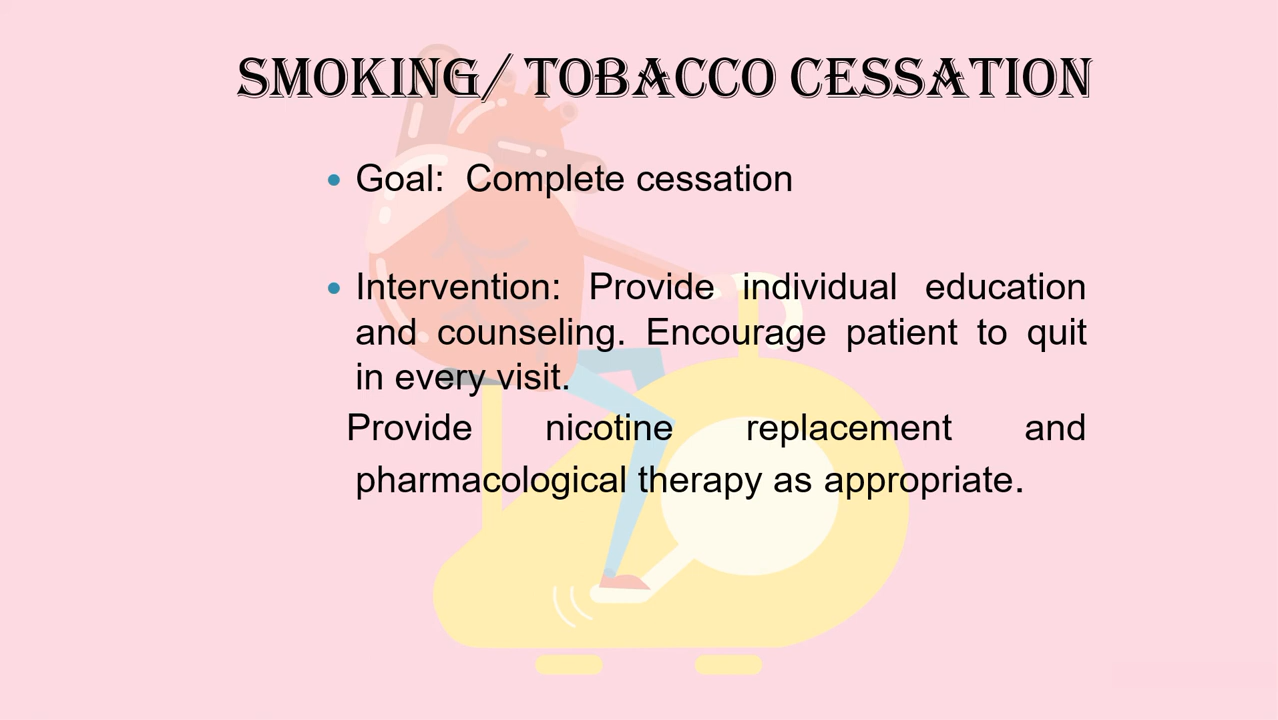 SMOKING/ TOBACCO CESSATION
• Goal: Complete cessation
• Intervention: Provide individual education
and counseling. Encourage patient to quit
in every visit.
Provide nicotine replacement and
pharmacological therapy as appropriate.